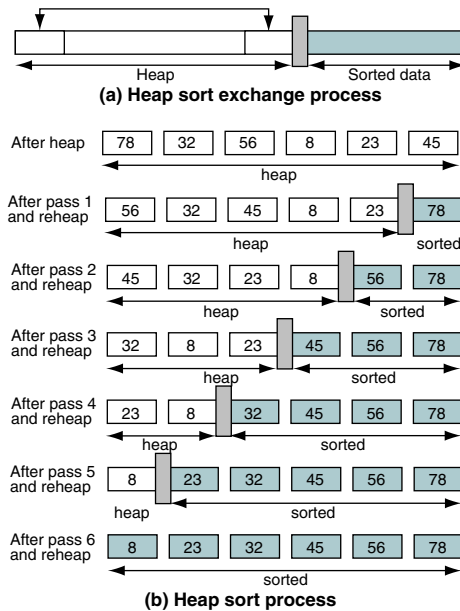 Heap Sorted data
(a) Heap sort exchange process
After heap 78 32 56 8 23 45
heap
After pass 1
and reheap 56 32 45 8 23 78
heap sorted
After pass 2
and reheap 45 32 23 8 56 78
heap sorted
After pass 3
and reheap 32 8 23 45 56 78
heap sorted
After pass 4
and reheap 23 8 32 45 56 78
heap sorted
After pass 5
and reheap 8 23 32 45 56 78
heap sorted
After pass 6
and reheap 8 23 32 45 56 78
sorted
(b) Heap sort process